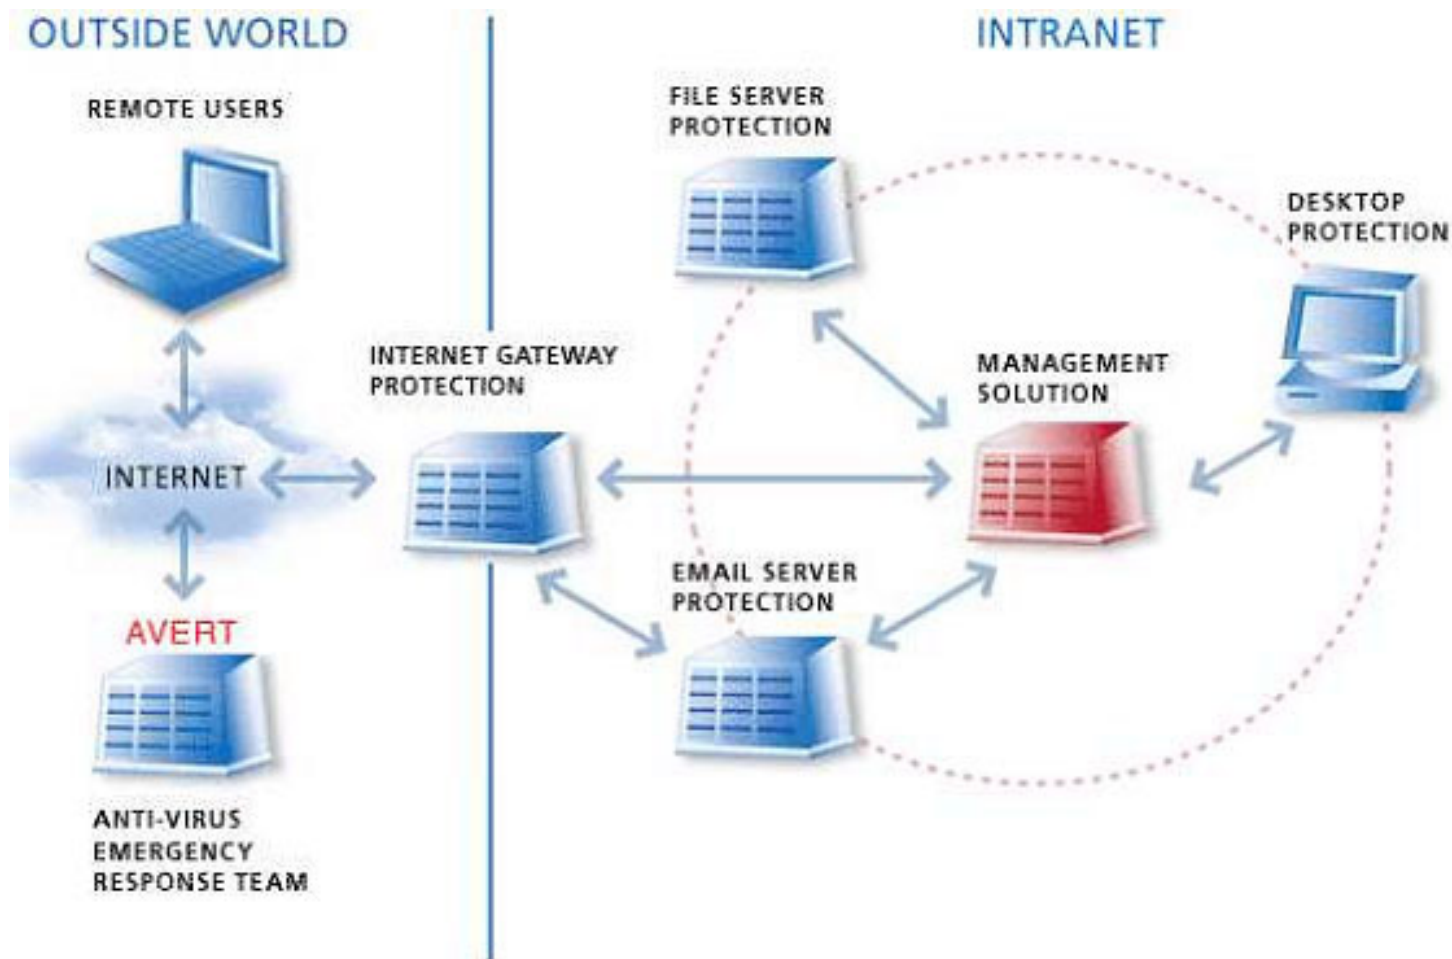 OUTSIDE WORLD
INTRANET
REMOTE USERS
FILE SERVER
PROTECTION
DESKTOP
PROTECTION
INTERNET GATEWAY
PROTECTION
MANAGEMENT
SOLUTION
INTERNET
EMAIL SERVER
PROTECTION
AVERT
ANTI-VIRUS
EMERGENCY
RESPONSE TEAM